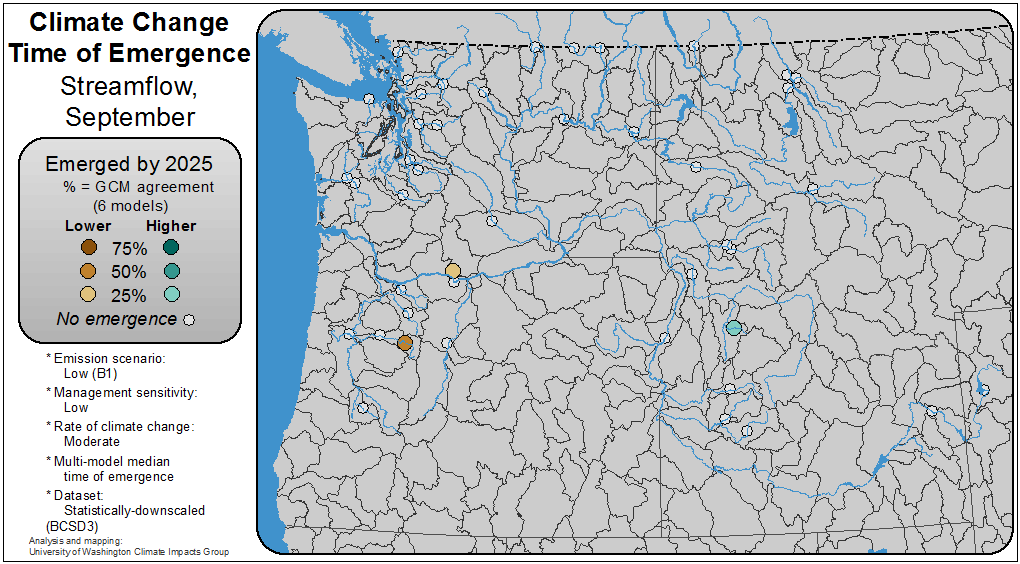 Climate Change
Time of Emergence
Streamflow,
September
Emerged by 2025
% = GCM agreement
(6 models)
Lower Higher
75%
50%
25%
No emergence
* Emission scenario:
Low (B1)
* Management sensitivity:
Low
* Rate of climate change:
Moderate
* Multi-model median
time of emergence
* Dataset:
Statistically-downscaled
(BCSD3)
Analysis and mapping:
University of Washington Climate Impacts Group